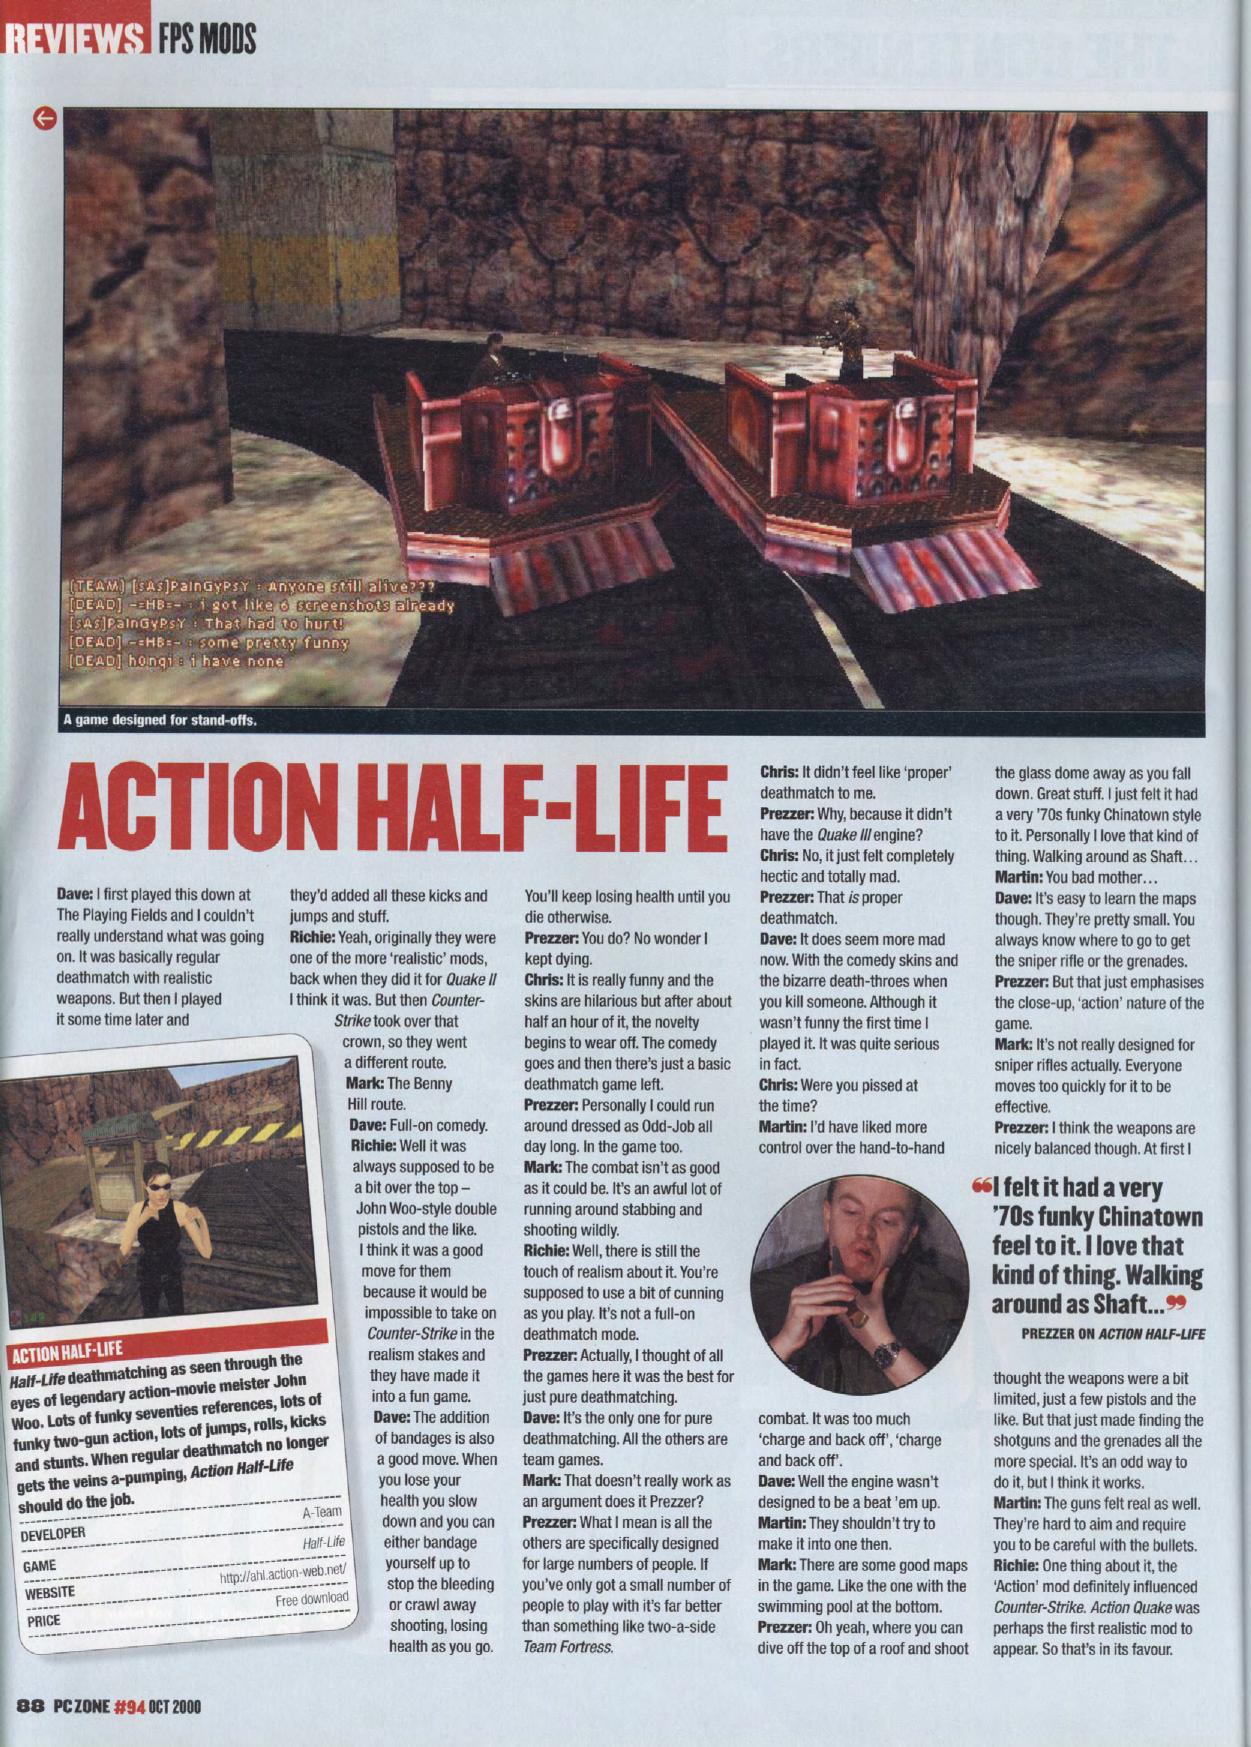 REVIEWS FPS MODS
(TEAM) [sAs]PaInGyPsY : Anyone still alive???
[DEAD] -=HB=- : i got like 6 screenshots already
[sAs]PaInGyPsY : That had to hurt!
[DEAD] -=HB=- : some pretty funny
[DEAD] h0nqi : i have none
A game designed for stand-offs.
ACTION HALF-LIFE
Dave: I first played this down at
The Playing Fields and I couldn't
really understand what was going
on. It was basically regular
deathmatch with realistic
weapons. But then I played
it some time later and
they'd added all these kicks and
jumps and stuff.
Richie: Yeah, originally they were
one of the more 'realistic' mods,
back when they did it for Quake II
I think it was. But then Counter-
Strike took over that
crown, so they went
a different route.
Mark: The Benny
Hill route.
Dave: Full-on comedy.
Richie: Well it was
always supposed to be
a bit over the top –
John Woo-style double
pistols and the like.
I think it was a good
move for them
because it would be
impossible to take on
Counter-Strike in the
realism stakes and
they have made it
into a fun game.
Dave: The addition
of bandages is also
a good move. When
you lose your
health you slow
down and you can
either bandage
yourself up to
stop the bleeding
or crawl away
shooting, losing
health as you go.
You'll keep losing health until you
die otherwise.
Prezzer: You do? No wonder I
kept dying.
Chris: It is really funny and the
skins are hilarious but after about
half an hour of it, the novelty
begins to wear off. The comedy
goes and then there's just a basic
deathmatch game left.
Prezzer: Personally I could run
around dressed as Odd-Job all
day long. In the game too.
Mark: The combat isn't as good
as it could be. It's an awful lot of
running around stabbing and
shooting wildly.
Richie: Well, there is still the
touch of realism about it. You're
supposed to use a bit of cunning
as you play. It's not a full-on
deathmatch mode.
Prezzer: Actually, I thought of all
the games here it was the best for
just pure deathmatching.
Dave: It's the only one for pure
deathmatching. All the others are
team games.
Mark: That doesn't really work as
an argument does it Prezzer?
Prezzer: What I mean is all the
others are specifically designed
for large numbers of people. If
you've only got a small number of
people to play with it's far better
than something like two-a-side
Team Fortress.
Chris: It didn't feel like 'proper'
deathmatch to me.
Prezzer: Why, because it didn't
have the Quake III engine?
Chris: No, it just felt completely
hectic and totally mad.
Prezzer: That is proper
deathmatch.
Dave: It does seem more mad
now. With the comedy skins and
the bizarre death-throes when
you kill someone. Although it
wasn't funny the first time I
played it. It was quite serious
in fact.
Chris: Were you pissed at
the time?
Martin: I'd have liked more
control over the hand-to-hand
combat. It was too much
'charge and back off', 'charge
and back off'.
Dave: Well the engine wasn't
designed to be a beat 'em up.
Martin: They shouldn't try to
make it into one then.
Mark: There are some good maps
in the game. Like the one with the
swimming pool at the bottom.
Prezzer: Oh yeah, where you can
dive off the top of a roof and shoot
the glass dome away as you fall
down. Great stuff. I just felt it had
a very '70s funky Chinatown style
to it. Personally I love that kind of
thing. Walking around as Shaft...
Martin: You bad mother...
Dave: It's easy to learn the maps
though. They're pretty small. You
always know where to go to get
the sniper rifle or the grenades.
Prezzer: But that just emphasises
the close-up, 'action' nature of the
game.
Mark: It's not really designed for
sniper rifles actually. Everyone
moves too quickly for it to be
effective.
Prezzer: I think the weapons are
nicely balanced though. At first I
thought the weapons were a bit
limited, just a few pistols and the
like. But that just made finding the
shotguns and the grenades all the
more special. It's an odd way to
do it, but I think it works.
Martin: The guns felt real as well.
They're hard to aim and require
you to be careful with the bullets.
Richie: One thing about it, the
'Action' mod definitely influenced
Counter-Strike. Action Quake was
perhaps the first realistic mod to
appear. So that's in its favour.
“I felt it had a very
'70s funky Chinatown
feel to it. I love that
kind of thing. Walking
around as Shaft...”
PREZZER ON ACTION HALF-LIFE
ACTION HALF-LIFE
Half-Life deathmatching as seen through the
eyes of legendary action-movie meister John
Woo. Lots of funky seventies references, lots of
funky two-gun action, lots of jumps, rolls, kicks
and stunts. When regular deathmatch no longer
gets the veins a-pumping, Action Half-Life
should do the job.
DEVELOPER A-Team
GAME Half-Life
WEBSITE http://ahl.action-web.net/
PRICE Free download
88 PC ZONE #94 OCT 2000